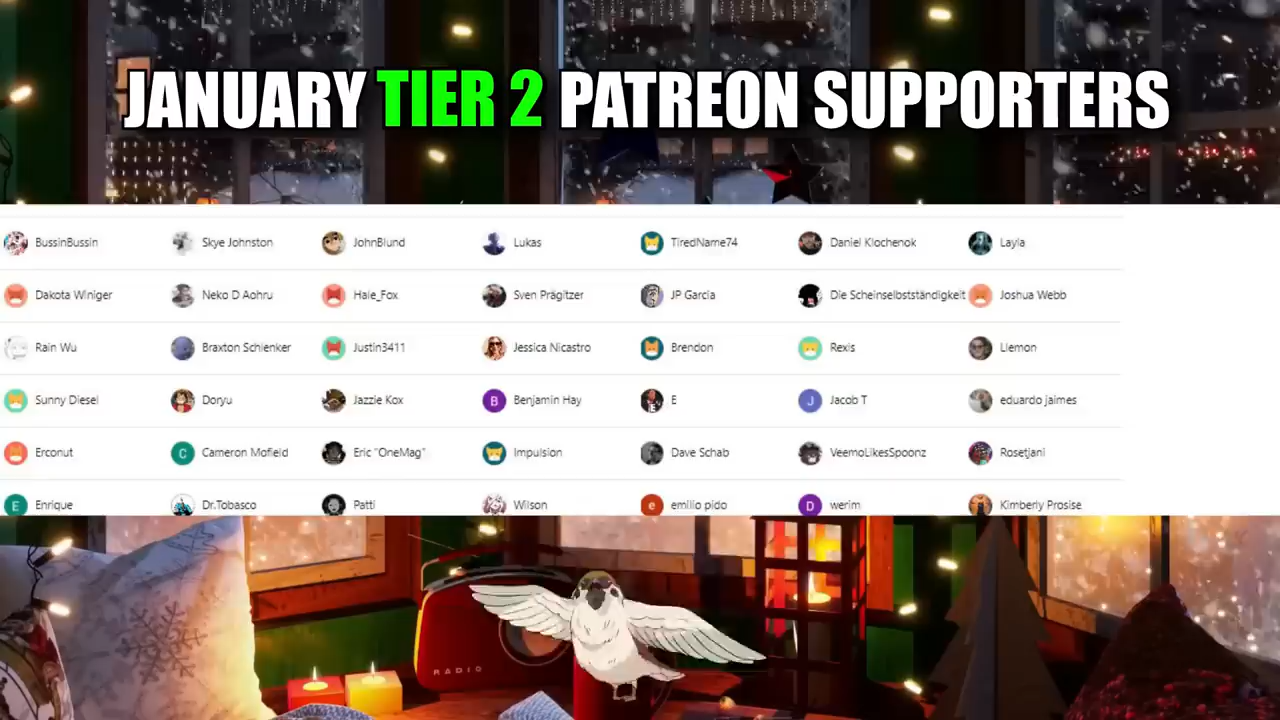 JANUARY TIER 2 PATREON SUPPORTERS
BussinBussin Skye Johnston JohnBlund Lukas TiredName74 Daniel Klochenok Layla
Dakota Winiger Neko D Aohru Hale_Fox Sven Prägitzer JP Garcia Die Scheinselbstständigkeit Joshua Webb
Rain Wu Braxton Schlenker Justin3411 Jessica Nicastro Brendon Rexis Llemon
Sunny Diesel Doryu Jazzie Kox B Benjamin Hay E J Jacob T eduardo jaimes
Erconut C Cameron Mofield Eric "OneMag" Impulsion Dave Schab VeemoLikesSpoonz Rosetjani
E Enrique Dr.Tobasco Patti Wilson e emilio pido D werim Kimberly Prosise
RADIO